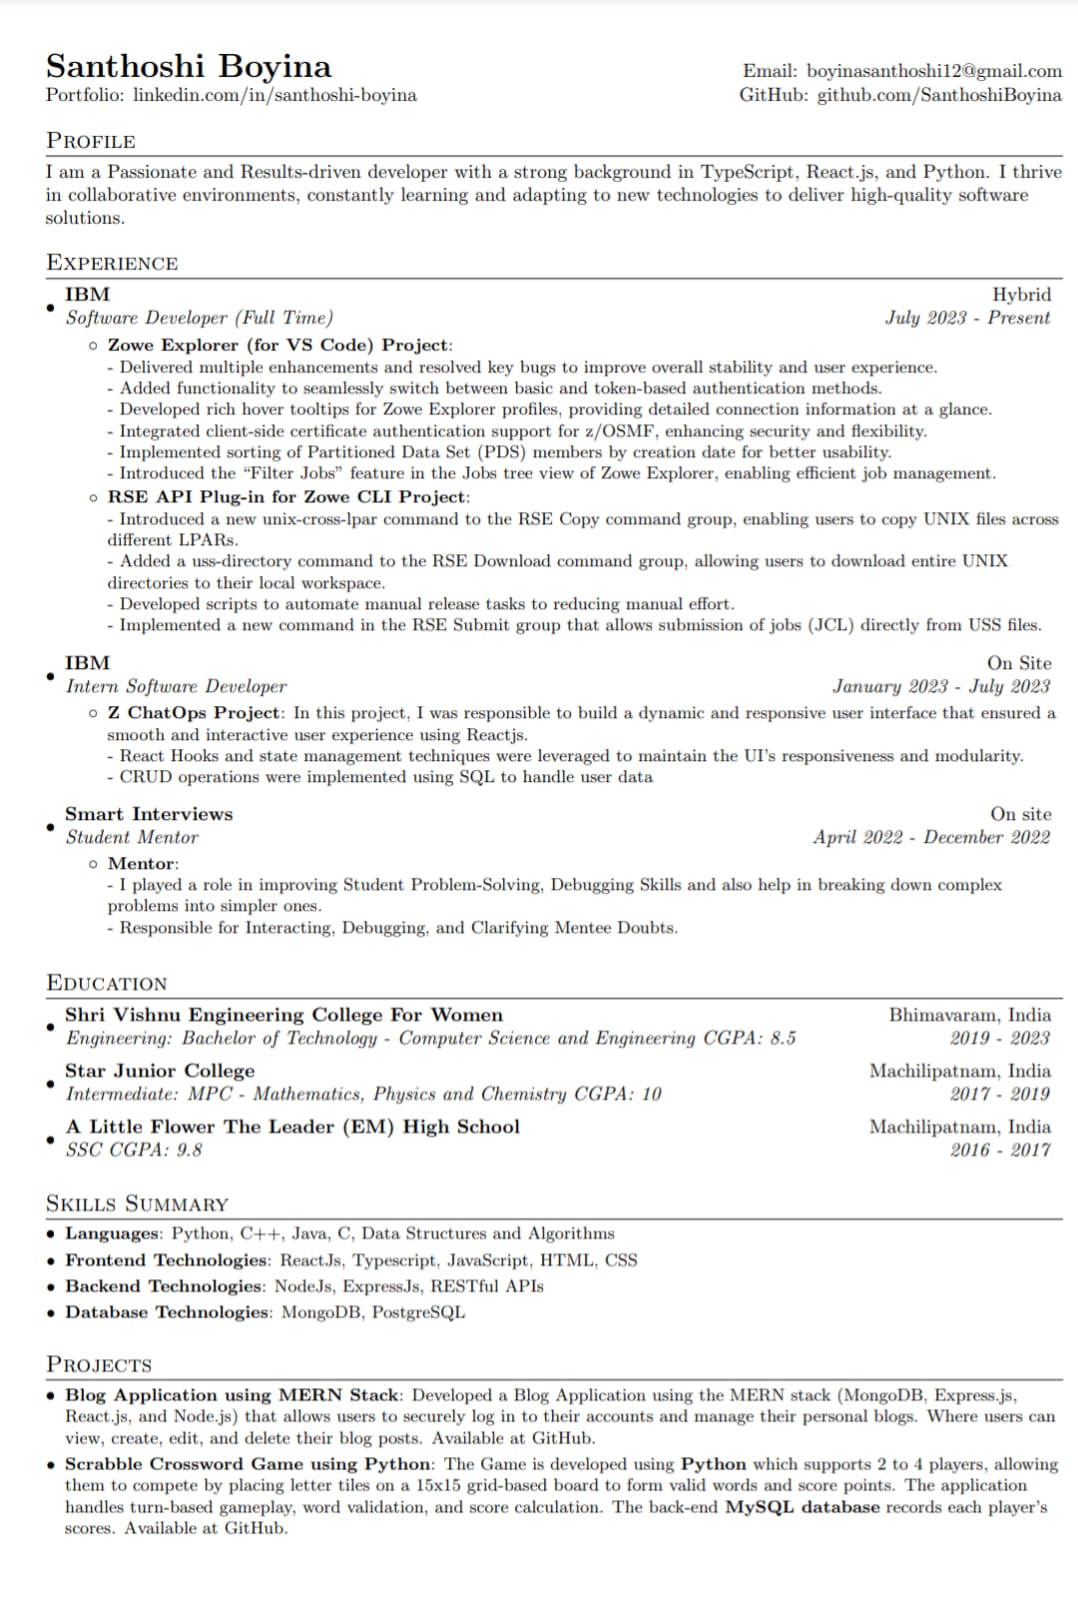 Santhoshi Boyina
Email: boyinasanthoshi12@gmail.com
Portfolio: linkedin.com/in/santhoshi-boyina
GitHub: github.com/SanthoshiBoyina
PROFILE
I am a Passionate and Results-driven developer with a strong background in TypeScript, React.js, and Python. I thrive
in collaborative environments, constantly learning and adapting to new technologies to deliver high-quality software
solutions.
EXPERIENCE
• IBM
Hybrid
Software Developer (Full Time)
July 2023 - Present
◦ Zowe Explorer (for VS Code) Project:
- Delivered multiple enhancements and resolved key bugs to improve overall stability and user experience.
- Added functionality to seamlessly switch between basic and token-based authentication methods.
- Developed rich hover tooltips for Zowe Explorer profiles, providing detailed connection information at a glance.
- Integrated client-side certificate authentication support for z/OSMF, enhancing security and flexibility.
- Implemented sorting of Partitioned Data Set (PDS) members by creation date for better usability.
- Introduced the “Filter Jobs” feature in the Jobs tree view of Zowe Explorer, enabling efficient job management.
◦ RSE API Plug-in for Zowe CLI Project:
- Introduced a new unix-cross-lpar command to the RSE Copy command group, enabling users to copy UNIX files across
different LPARs.
- Added a uss-directory command to the RSE Download command group, allowing users to download entire UNIX
directories to their local workspace.
- Developed scripts to automate manual release tasks to reducing manual effort.
- Implemented a new command in the RSE Submit group that allows submission of jobs (JCL) directly from USS files.
• IBM
On Site
Intern Software Developer
January 2023 - July 2023
◦ Z ChatOps Project: In this project, I was responsible to build a dynamic and responsive user interface that ensured a
smooth and interactive user experience using Reactjs.
- React Hooks and state management techniques were leveraged to maintain the UI's responsiveness and modularity.
- CRUD operations were implemented using SQL to handle user data
• Smart Interviews
On site
Student Mentor
April 2022 - December 2022
◦ Mentor:
- I played a role in improving Student Problem-Solving, Debugging Skills and also help in breaking down complex
problems into simpler ones.
- Responsible for Interacting, Debugging, and Clarifying Mentee Doubts.
EDUCATION
• Shri Vishnu Engineering College For Women
Bhimavaram, India
Engineering: Bachelor of Technology - Computer Science and Engineering CGPA: 8.5
2019 - 2023
• Star Junior College
Machilipatnam, India
Intermediate: MPC - Mathematics, Physics and Chemistry CGPA: 10
2017 - 2019
• A Little Flower The Leader (EM) High School
Machilipatnam, India
SSC CGPA: 9.8
2016 - 2017
SKILLS SUMMARY
• Languages: Python, C++, Java, C, Data Structures and Algorithms
• Frontend Technologies: ReactJs, Typescript, JavaScript, HTML, CSS
• Backend Technologies: NodeJs, ExpressJs, RESTful APIs
• Database Technologies: MongoDB, PostgreSQL
PROJECTS
• Blog Application using MERN Stack: Developed a Blog Application using the MERN stack (MongoDB, Express.js,
React.js, and Node.js) that allows users to securely log in to their accounts and manage their personal blogs. Where users can
view, create, edit, and delete their blog posts. Available at GitHub.
• Scrabble Crossword Game using Python: The Game is developed using Python which supports 2 to 4 players, allowing
them to compete by placing letter tiles on a 15x15 grid-based board to form valid words and score points. The application
handles turn-based gameplay, word validation, and score calculation. The back-end MySQL database records each player's
scores. Available at GitHub.